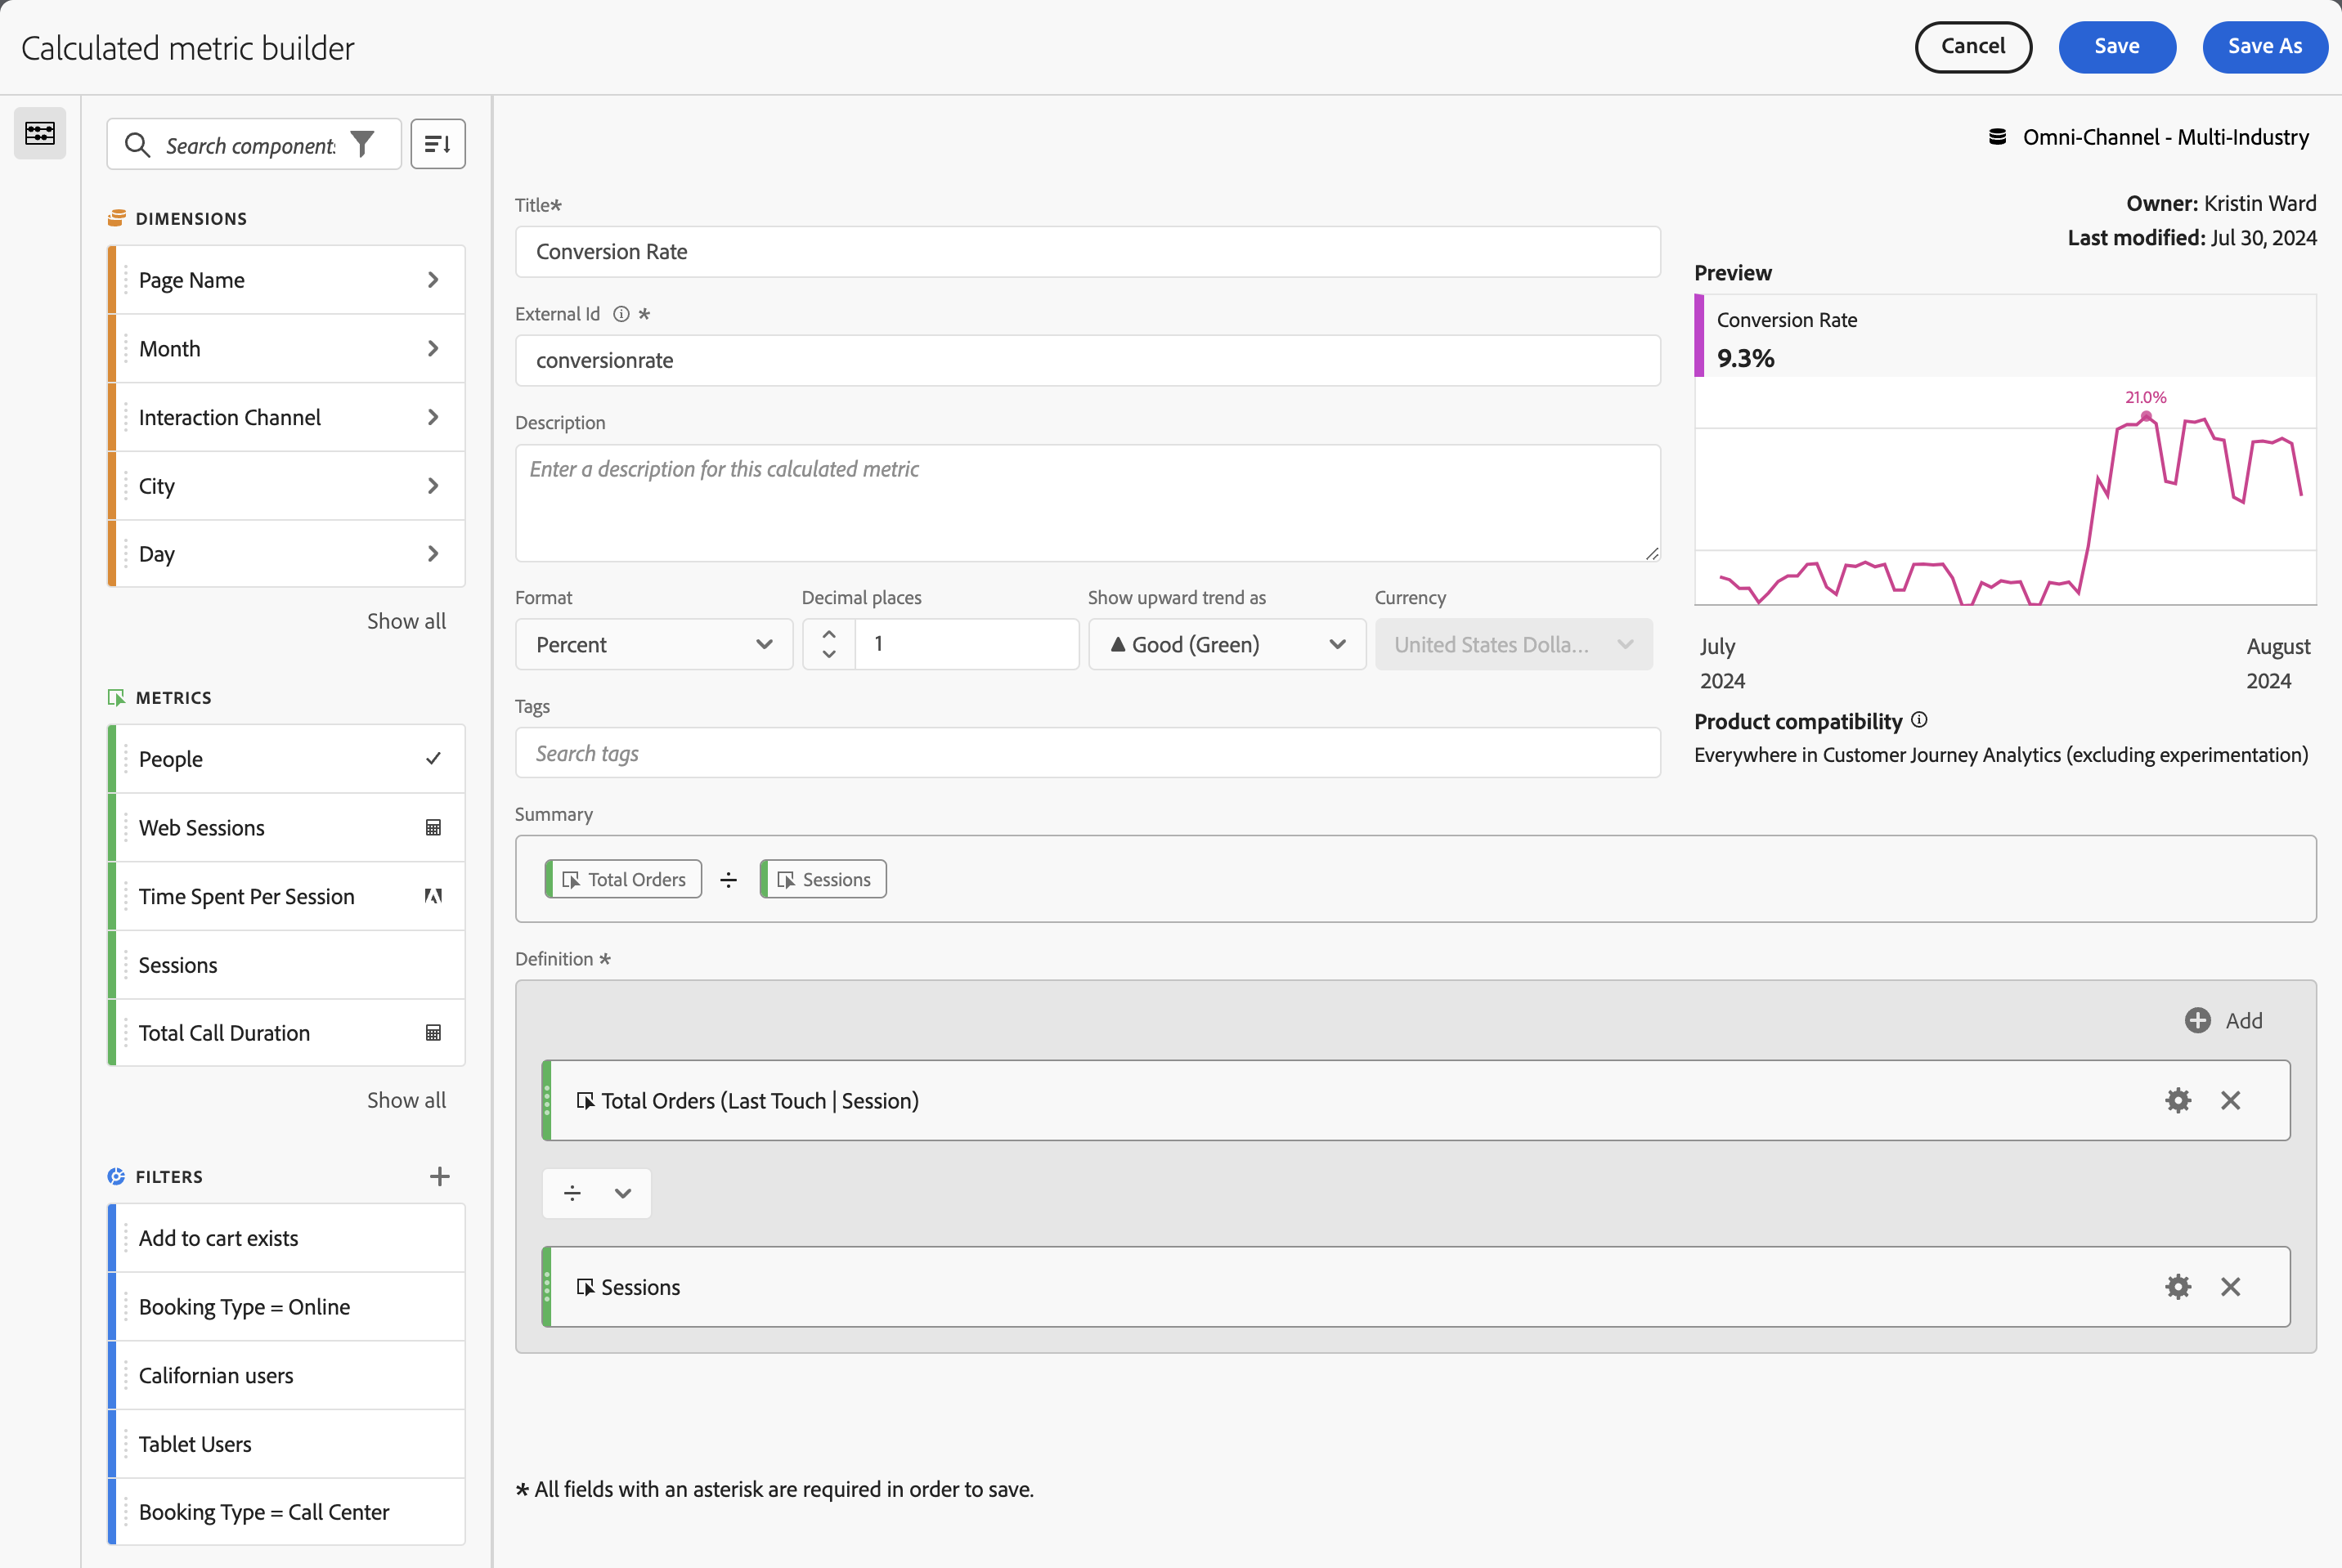 Calculated metric builder
Cancel
Save
Save As
Search component
DIMENSIONS
Page Name
Month
Interaction Channel
City
Day
Show all
METRICS
People
Web Sessions
Time Spent Per Session
Sessions
Total Call Duration
Show all
FILTERS
Add to cart exists
Booking Type = Online
Californian users
Tablet Users
Booking Type = Call Center
Omni-Channel - Multi-Industry
Title*
Conversion Rate
External Id *
conversionrate
Description
Enter a description for this calculated metric
Format
Percent
Decimal places
1
Show upward trend as
Good (Green)
Currency
United States Dolla...
Tags
Search tags
Owner: Kristin Ward
Last modified: Jul 30, 2024
Preview
Conversion Rate
9.3%
21.0%
July
2024
August
2024
Product compatibility
Everywhere in Customer Journey Analytics (excluding experimentation)
Summary
Total Orders ÷ Sessions
Definition *
Add
Total Orders (Last Touch | Session)
÷
Sessions
* All fields with an asterisk are required in order to save.